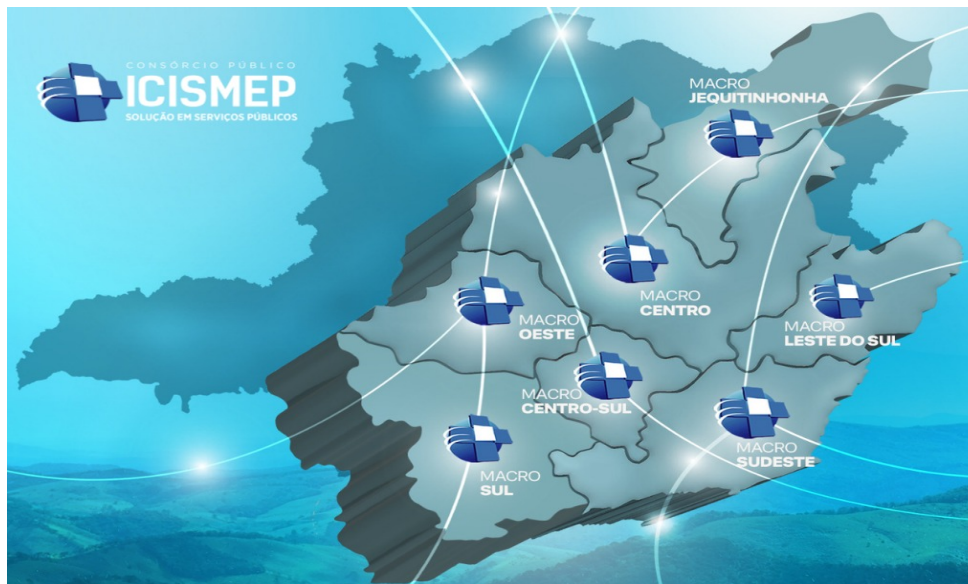 CONSÓRCIO PÚBLICO
ICISMEP
SOLUÇÃO EM SERVIÇOS PÚBLICOS
MACRO
JEQUITINHONHA
MACRO
CENTRO
MACRO
OESTE
MACRO
LESTE DO SUL
MACRO
CENTRO-SUL
MACRO
SUDESTE
MACRO
SUL